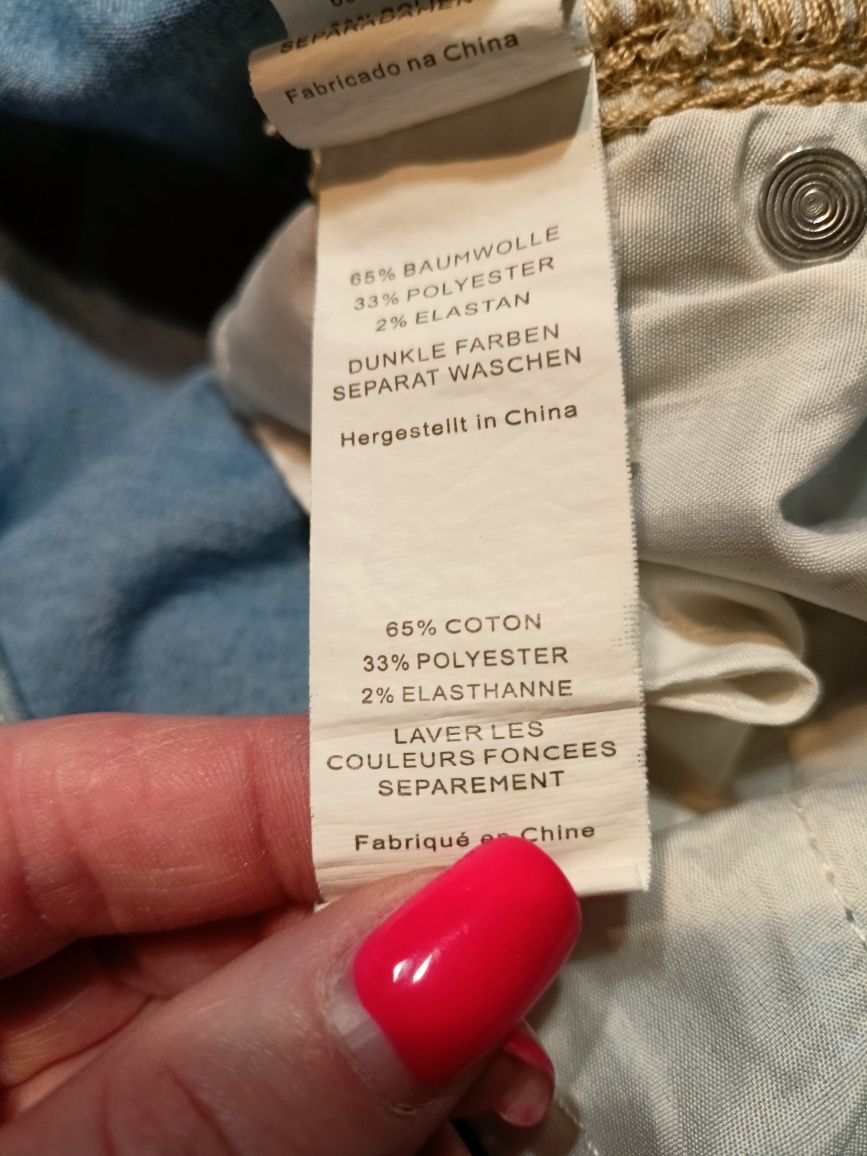 Fabricado na China
65% BAUMWOLLE
33% POLYESTER
2% ELASTAN
DUNKLE FARBEN
SEPARAT WASCHEN
Hergestellt in China
65% COTON
33% POLYESTER
2% ELASTHANNE
LAVER LES
COULEURS FONCEES
SEPAREMENT
Fabriqué en Chine